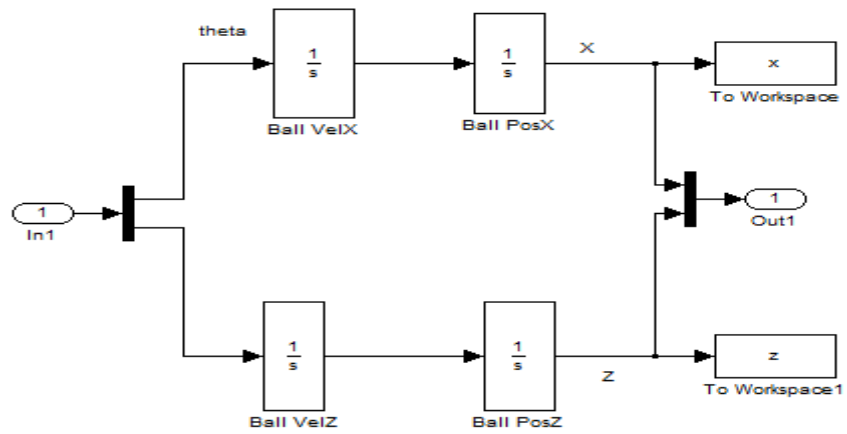 theta
1
s
Ball VelX
1
s
Ball PosX
X
x
To Workspace
1
In1
1
Out1
1
s
Ball VelZ
1
s
Ball PosZ
Z
z
To Workspace1